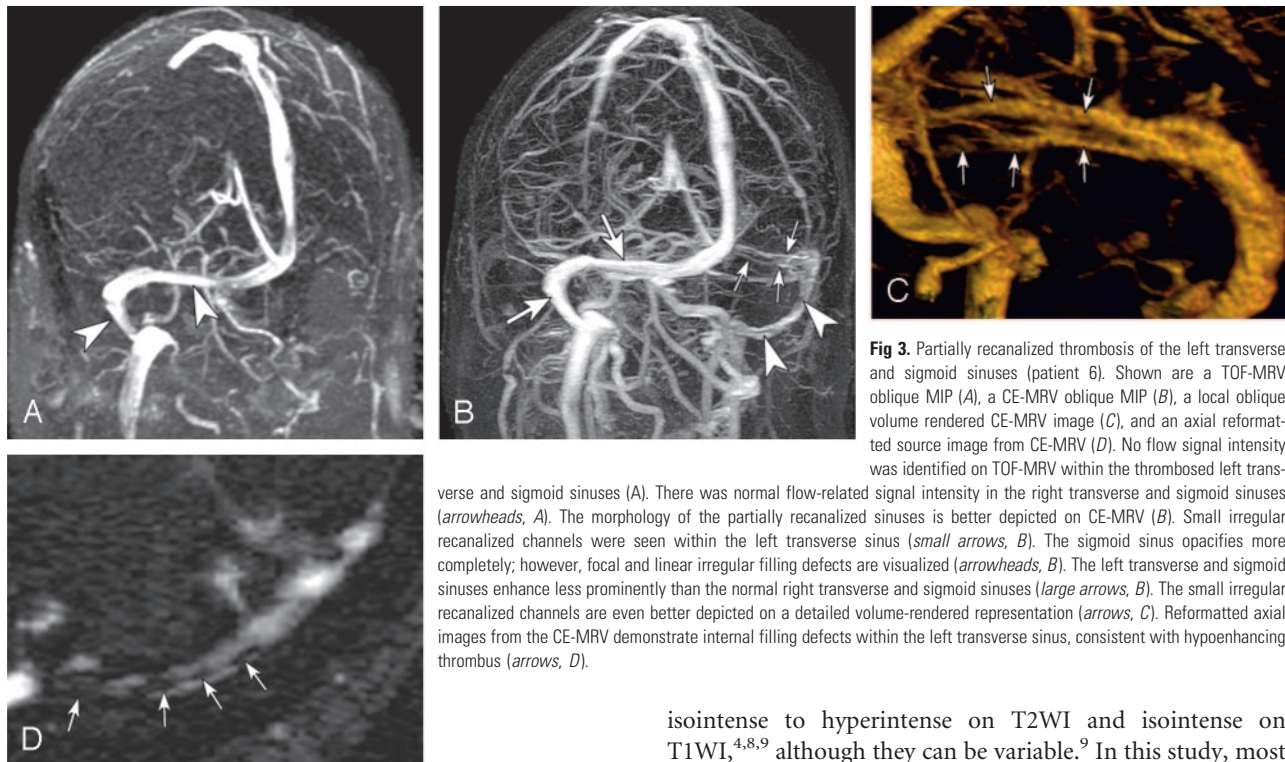 A
B
C
Fig 3. Partially recanalized thrombosis of the left transverse
and sigmoid sinuses (patient 6). Shown are a TOF-MRV
oblique MIP (A), a CE-MRV oblique MIP (B), a local oblique
volume rendered CE-MRV image (C), and an axial reformat-
ted source image from CE-MRV (D). No flow signal intensity
was identified on TOF-MRV within the thrombosed left trans-
verse and sigmoid sinuses (A). There was normal flow-related signal intensity in the right transverse and sigmoid sinuses
(arrowheads, A). The morphology of the partially recanalized sinuses is better depicted on CE-MRV (B). Small irregular
recanalized channels were seen within the left transverse sinus (small arrows, B). The sigmoid sinus opacifies more
completely; however, focal and linear irregular filling defects are visualized (arrowheads, B). The left transverse and sigmoid
sinuses enhance less prominently than the normal right transverse and sigmoid sinuses (large arrows, B). The small irregular
recanalized channels are even better depicted on a detailed volume-rendered representation (arrows, C). Reformatted axial
images from the CE-MRV demonstrate internal filling defects within the left transverse sinus, consistent with hypoenhancing
thrombus (arrows, D).
D
isointense to hyperintense on T2WI and isointense on
T1WI,4,8,9 although they can be variable.9 In this study, most